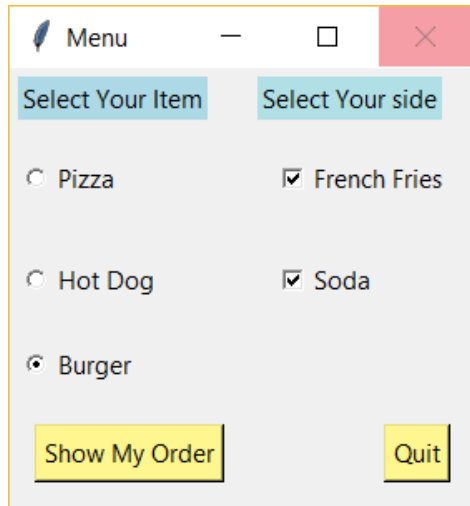 Menu
Select Your Item Select Your side
Pizza French Fries
Hot Dog Soda
Burger
Show My Order Quit